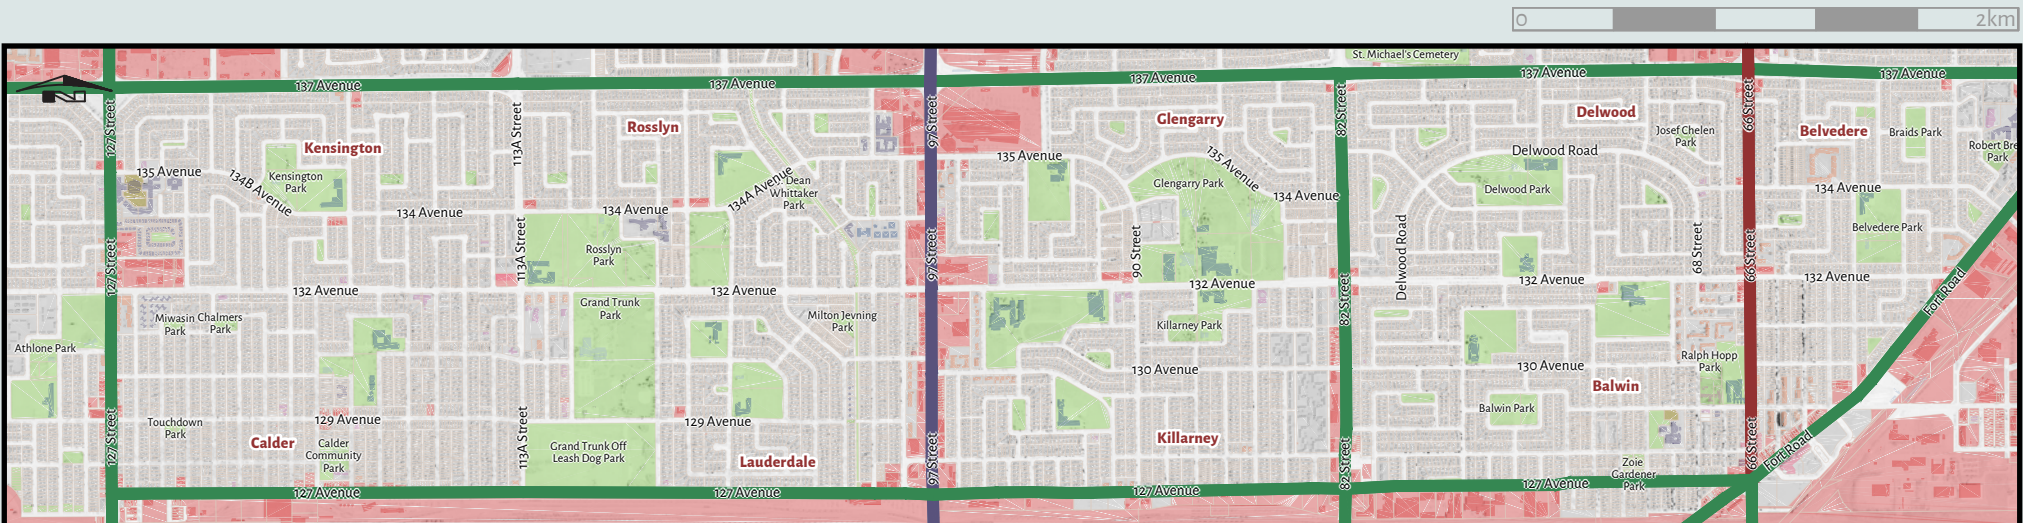 0
2km
St. Michael's Cemetery
137 Avenue
137 Avenue
137 Avenue
137 Avenue
137 Avenue
127 Street
113A Street
97 Street
82 Street
66 Street
Kensington
Rosslyn
Glengarry
Delwood
Belvedere
Josef Chelen
Park
Braids Park
Robert Bre
Park
135 Avenue
134B Avenue
Kensington
Park
134 Avenue
134 Avenue
134A Avenue
Dean
Whittaker
Park
135 Avenue
135 Avenue
Glengarry Park
134 Avenue
Delwood Road
Delwood Park
134 Avenue
Belvedere Park
127 Street
113A Street
Rosslyn
Park
97 Street
90 Street
82 Street
Delwood Road
68 Street
66 Street
132 Avenue
132 Avenue
132 Avenue
132 Avenue
132 Avenue
Fort Road
Miwasin
Park
Chalmers
Park
Grand Trunk
Park
Milton Jevning
Park
Killarney Park
Athlone Park
130 Avenue
130 Avenue
Ralph Hopp
Park
Balwin
Balwin Park
127 Street
Touchdown
Park
129 Avenue
113A Street
129 Avenue
Calder
Calder
Community
Park
Grand Trunk Off
Leash Dog Park
Lauderdale
97 Street
Killarney
82 Street
66 Street
Fort Road
Zoie
Gardener
Park
127 Avenue
127 Avenue
127 Avenue
127 Avenue